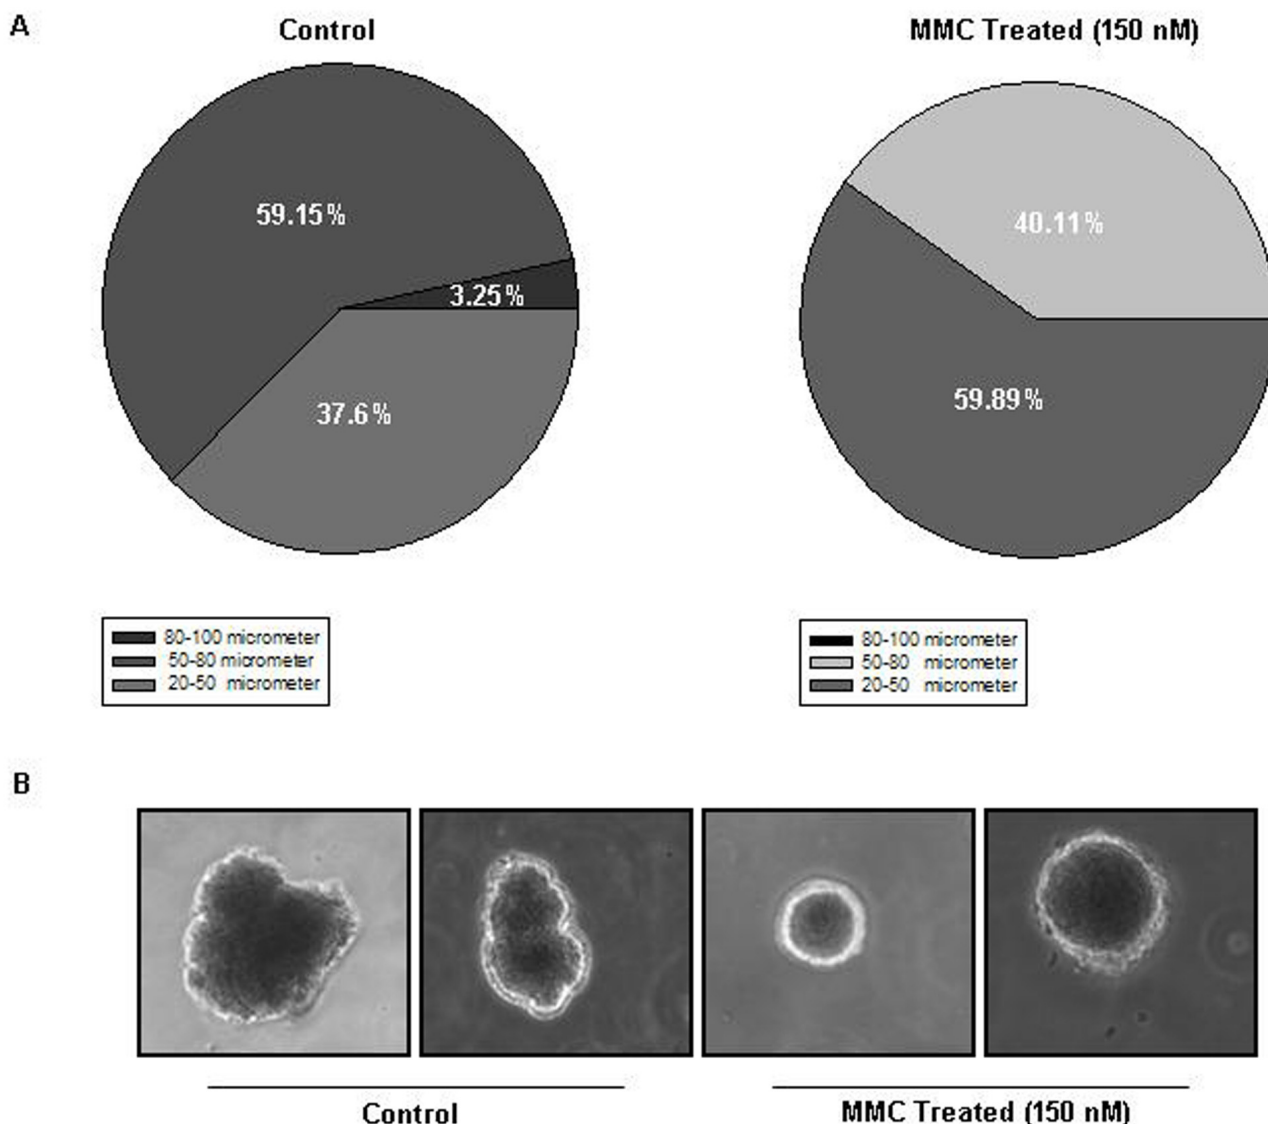 A
Control
MMC Treated (150 nM)
59.15%
3.25%
37.6%
40.11%
59.89%
80-100 micrometer
50-80 micrometer
20-50 micrometer
80-100 micrometer
50-80 micrometer
20-50 micrometer
B
Control
MMC Treated (150 nM)